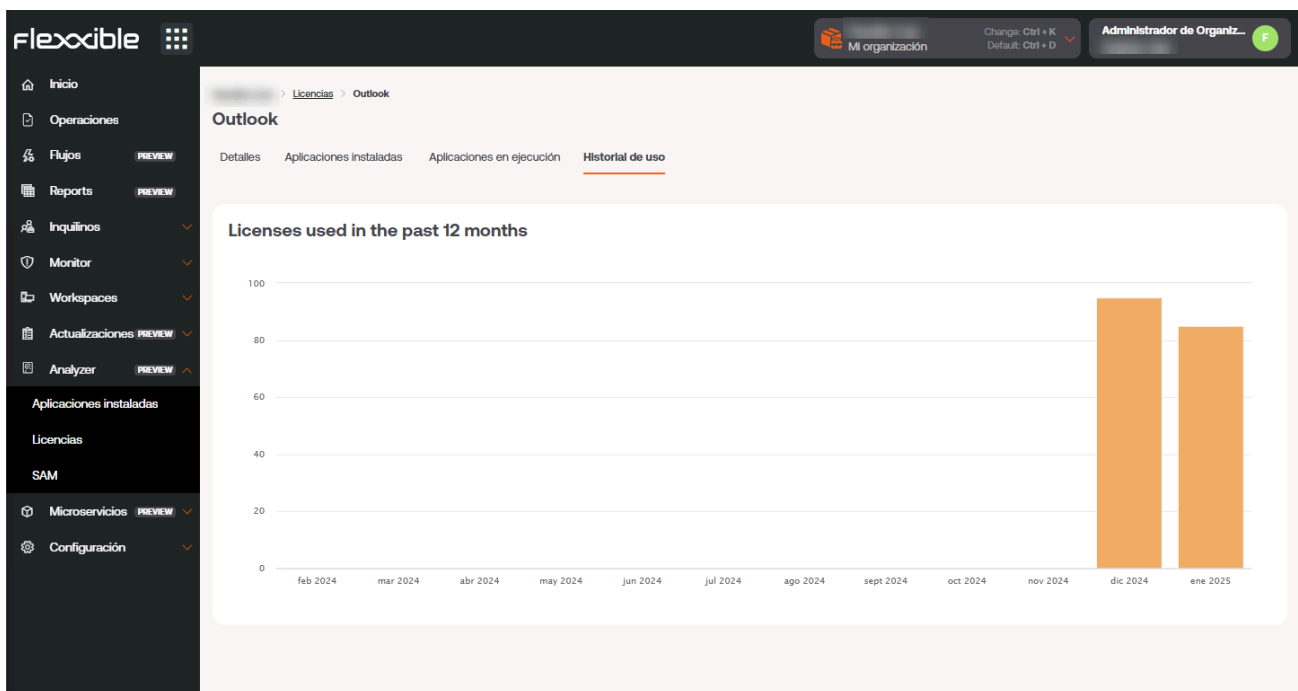 Flexxible
Mi organización
Change: Ctrl + K
Default: Ctrl + D
Administrador de Organiz...
F
Inicio
Operaciones
Flujos PREVIEW
Reports PREVIEW
Inquilinos
Monitor
Workspaces
Actualizaciones PREVIEW
Analyzer PREVIEW
Aplicaciones instaladas
Licencias
SAM
Microservicios PREVIEW
Configuración
> Licencias > Outlook
Outlook
Detalles Aplicaciones instaladas Aplicaciones en ejecución Historial de uso
Licenses used in the past 12 months
100
80
60
40
20
0
feb 2024 mar 2024 abr 2024 may 2024 jun 2024 jul 2024 ago 2024 sept 2024 oct 2024 nov 2024 dic 2024 ene 2025